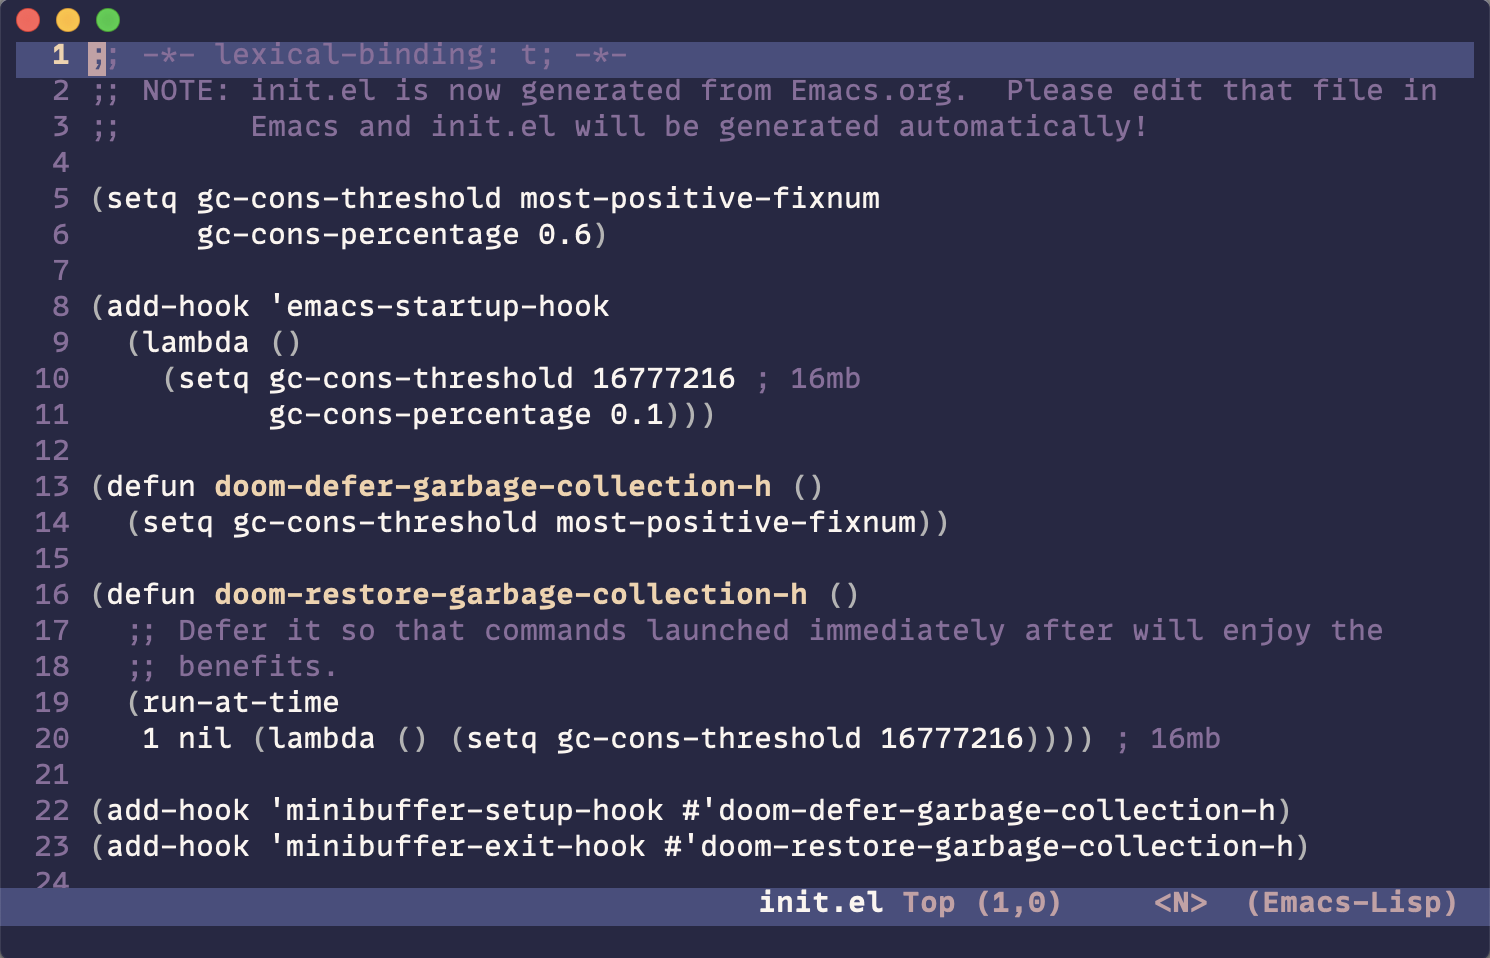 1 ;; -*- lexical-binding: t; -*-
2 ;; NOTE: init.el is now generated from Emacs.org.  Please edit that file in
3 ;;       Emacs and init.el will be generated automatically!
4
5 (setq gc-cons-threshold most-positive-fixnum
6       gc-cons-percentage 0.6)
7
8 (add-hook 'emacs-startup-hook
9   (lambda ()
10     (setq gc-cons-threshold 16777216 ; 16mb
11           gc-cons-percentage 0.1)))
12
13 (defun doom-defer-garbage-collection-h ()
14   (setq gc-cons-threshold most-positive-fixnum))
15
16 (defun doom-restore-garbage-collection-h ()
17   ;; Defer it so that commands launched immediately after will enjoy the
18   ;; benefits.
19   (run-at-time
20    1 nil (lambda () (setq gc-cons-threshold 16777216)))) ; 16mb
21
22 (add-hook 'minibuffer-setup-hook #'doom-defer-garbage-collection-h)
23 (add-hook 'minibuffer-exit-hook #'doom-restore-garbage-collection-h)
24
init.el Top (1,0)     <N>  (Emacs-Lisp)